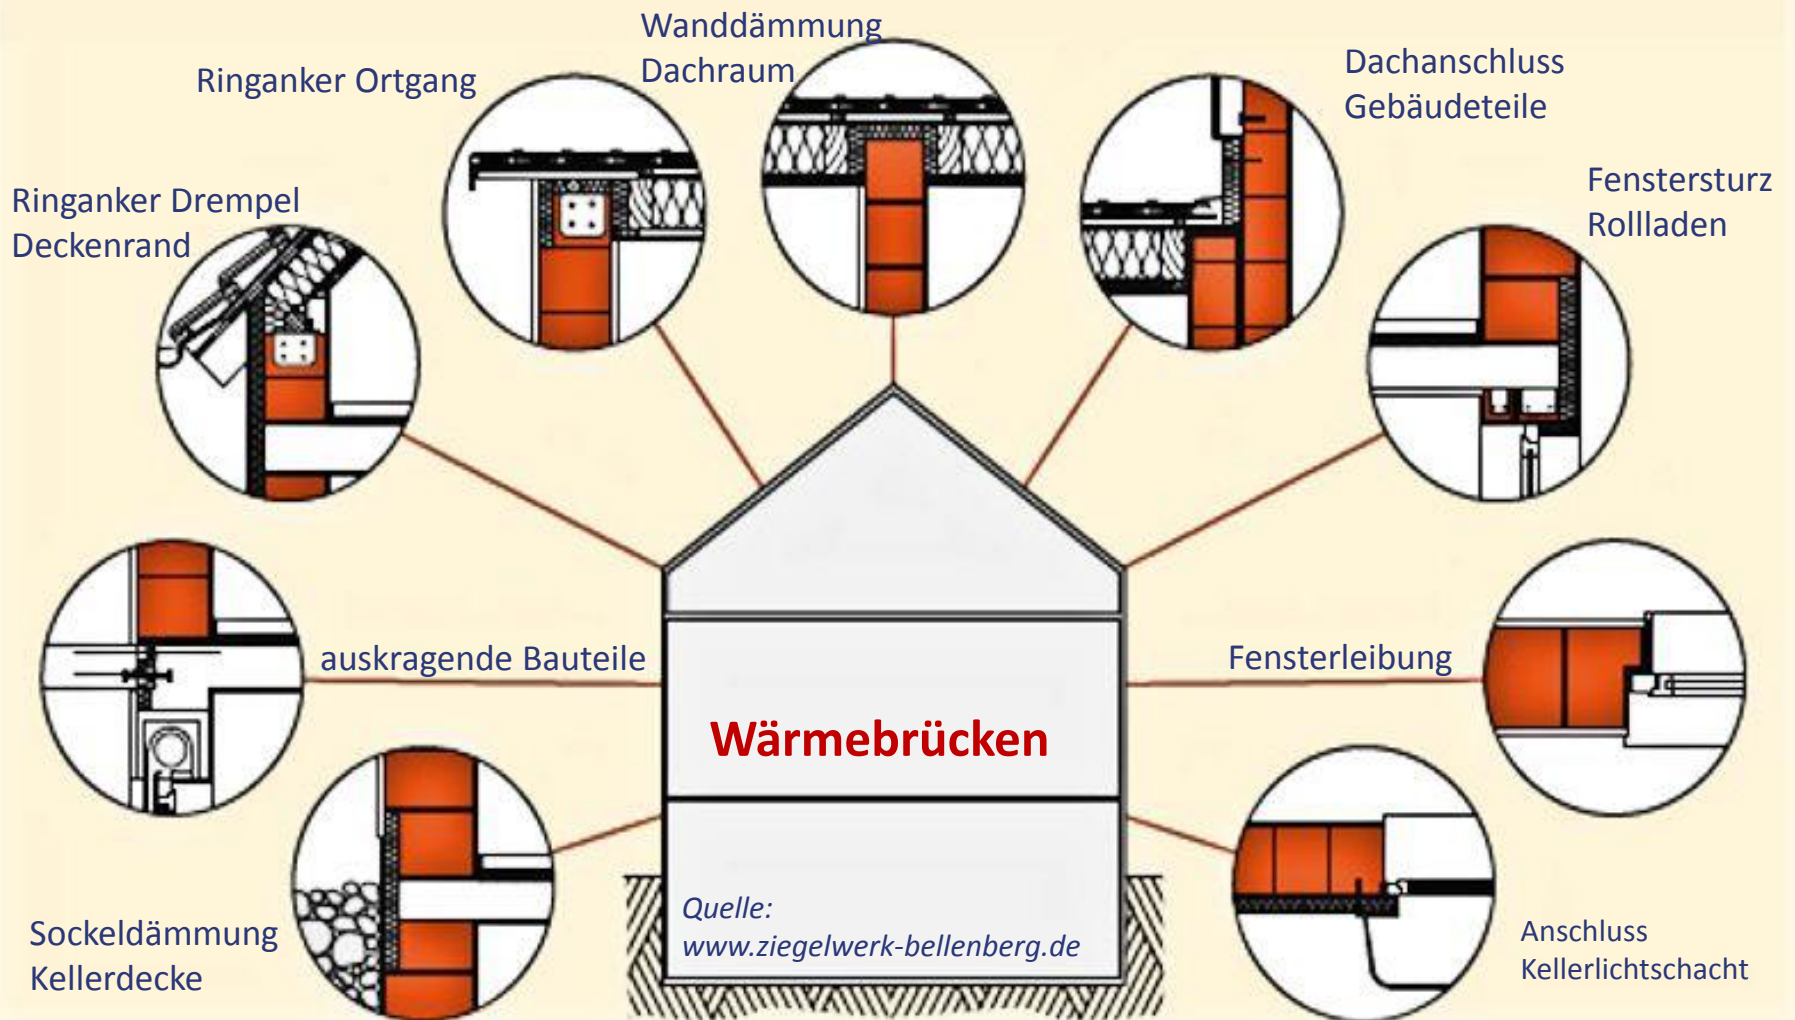 Wanddämmung
Dachraum
Ringanker Ortgang
Dachanschluss
Gebäudeteile
Ringanker Drempel
Deckenrand
Fenstersturz
Rollladen
auskragende Bauteile
Fensterleibung
Wärmebrücken
Sockeldämmung
Kellerdecke
Quelle:
www.ziegelwerk-bellenberg.de
Anschluss
Kellerlichtschacht